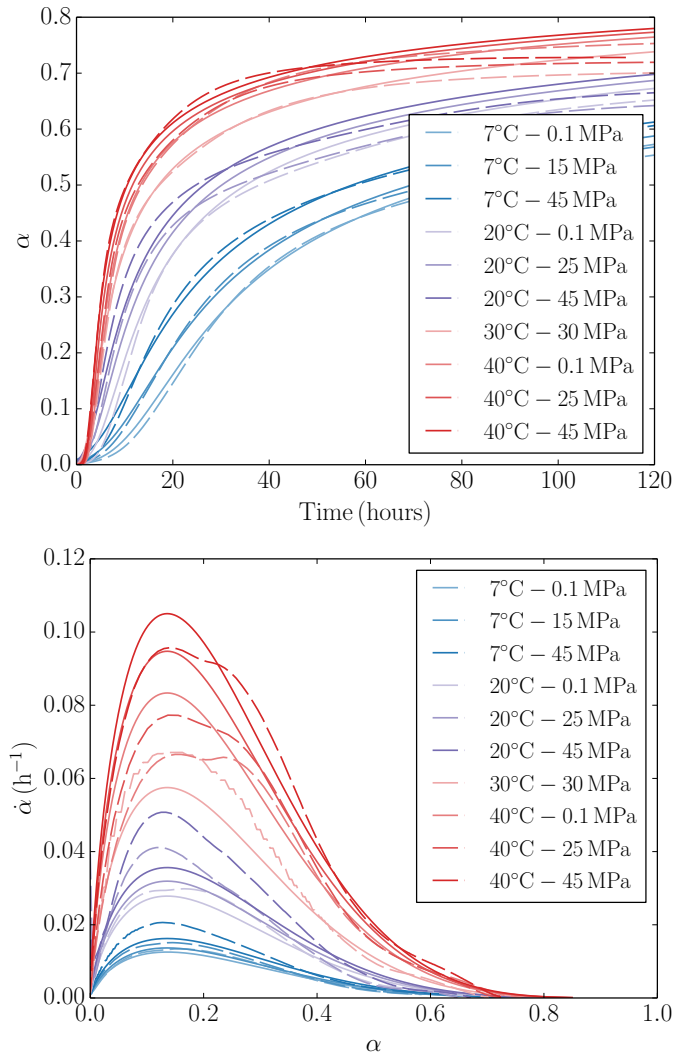 0.8
0.7
0.6
0.5
0.4
0.3
0.2
0.1
0.0
α
0 20 40 60 80 100 120
Time (hours)
7°C − 0.1 MPa
7°C − 15 MPa
7°C − 45 MPa
20°C − 0.1 MPa
20°C − 25 MPa
20°C − 45 MPa
30°C − 30 MPa
40°C − 0.1 MPa
40°C − 25 MPa
40°C − 45 MPa
0.12
0.10
0.08
0.06
0.04
0.02
0.00
α̇ (h⁻¹)
0.0 0.2 0.4 0.6 0.8 1.0
α
7°C − 0.1 MPa
7°C − 15 MPa
7°C − 45 MPa
20°C − 0.1 MPa
20°C − 25 MPa
20°C − 45 MPa
30°C − 30 MPa
40°C − 0.1 MPa
40°C − 25 MPa
40°C − 45 MPa